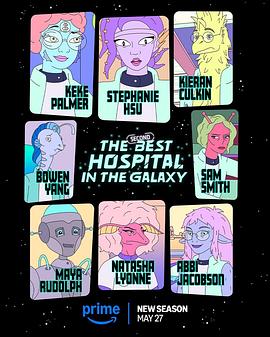 KEKE
PALMER
STEPHANIE
HSU
KIERAN
CULKIN
BOWEN
YANG
THE SECOND BEST
HOSPITAL
IN THE GALAXY
SAM
SMITH
MAYA
RUDOLPH
NATASHA
LYONNE
ABBI
JACOBSON
prime
NEW SEASON
MAY 27